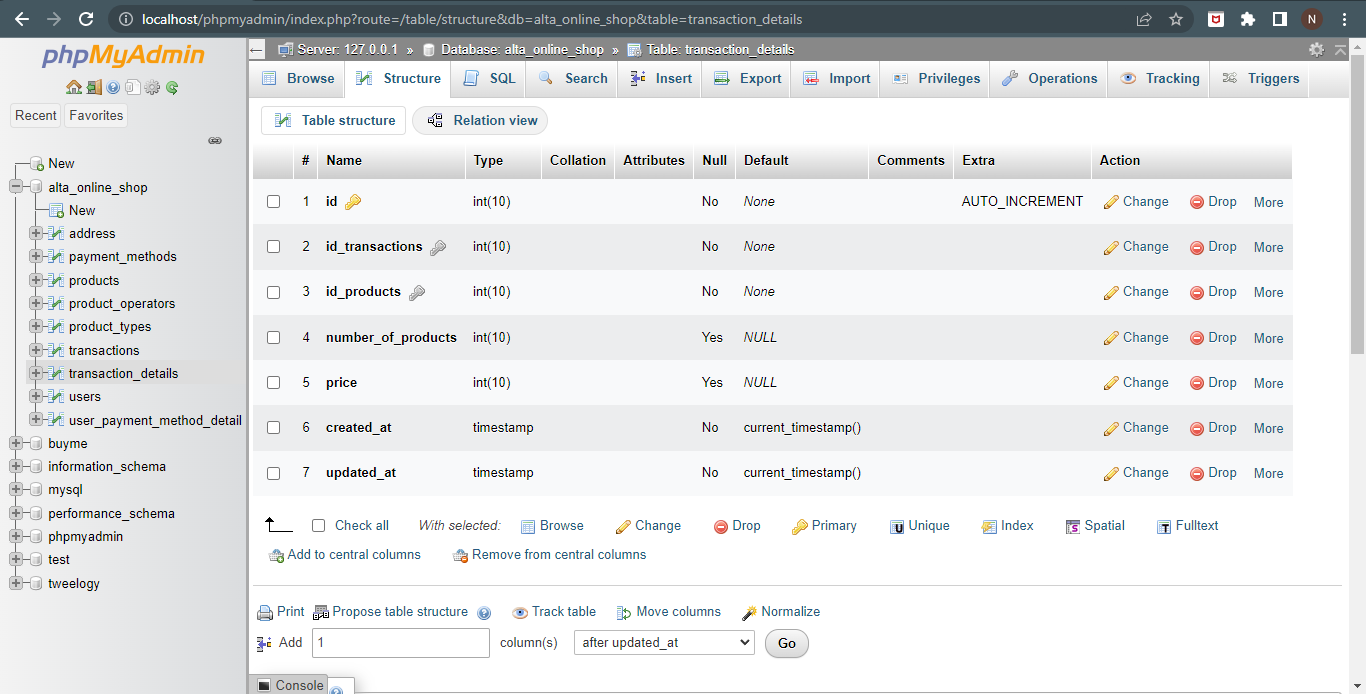 localhost/phpmyadmin/index.php?route=/table/structure&db=alta_online_shop&table=transaction_details
N
phpMyAdmin
Recent Favorites
New
alta_online_shop
New
address
payment_methods
products
product_operators
product_types
transactions
transaction_details
users
user_payment_method_detail
buyme
information_schema
mysql
performance_schema
phpmyadmin
test
tweelogy
Server: 127.0.0.1 » Database: alta_online_shop » Table: transaction_details
Browse Structure SQL Search Insert Export Import Privileges Operations Tracking Triggers
Table structure Relation view
# Name Type Collation Attributes Null Default Comments Extra Action
1 id int(10) No None AUTO_INCREMENT Change Drop More
2 id_transactions int(10) No None Change Drop More
3 id_products int(10) No None Change Drop More
4 number_of_products int(10) Yes NULL Change Drop More
5 price int(10) Yes NULL Change Drop More
6 created_at timestamp No current_timestamp() Change Drop More
7 updated_at timestamp No current_timestamp() Change Drop More
Check all With selected: Browse Change Drop Primary Unique Index Spatial Fulltext
Add to central columns Remove from central columns
Print Propose table structure Track table Move columns Normalize
Add 1 column(s) after updated_at Go
Console